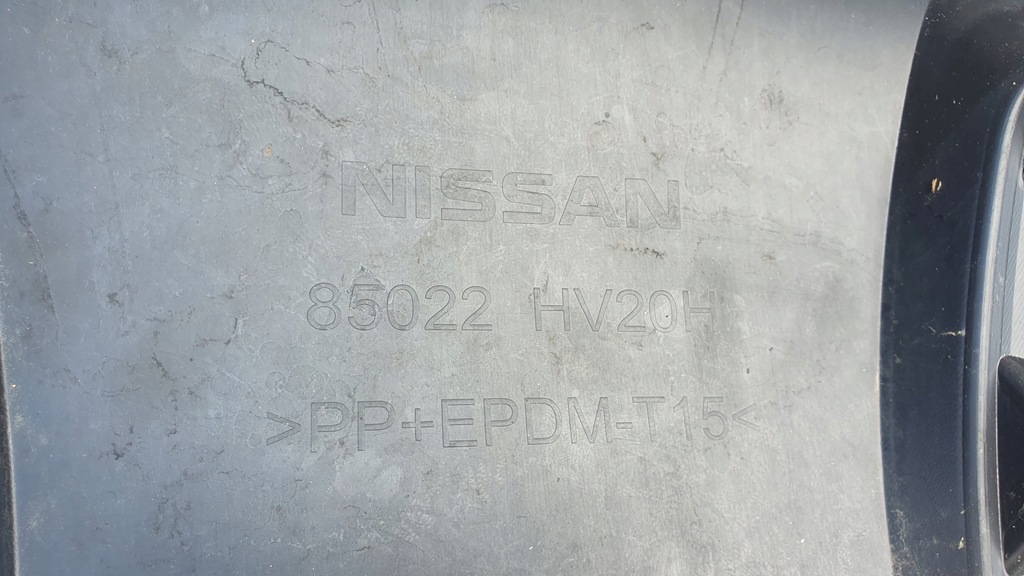 NISSAN
85022 HV20H
>PP+EPDM-T15<